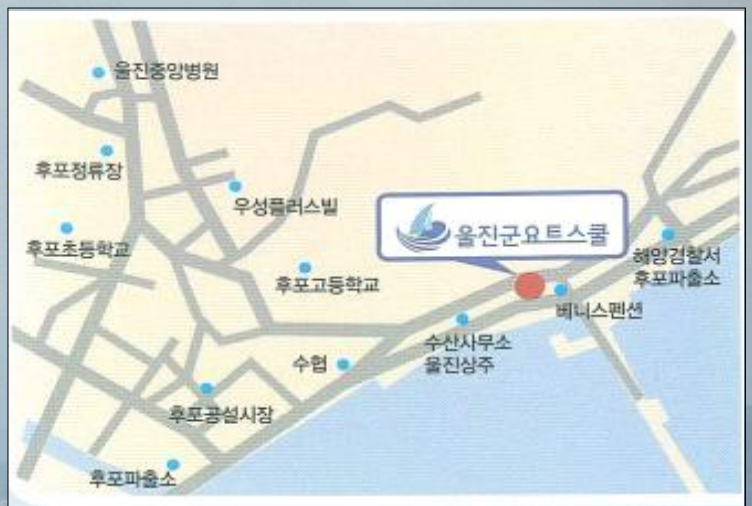 울진중앙병원
후포정류장
우성플러스빌
후포초등학교
울진군요트스쿨
해양경찰서
후포파출소
후포고등학교
베니스펜션
수산사무소
울진상주
수협
후포공설시장
후포파출소